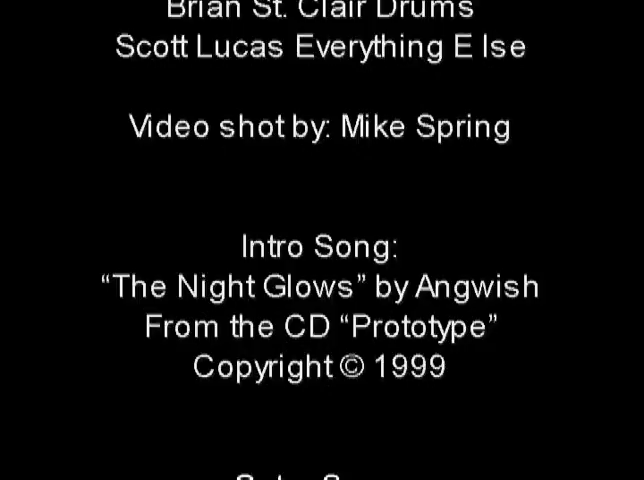 Brian St. Clair Drums
Scott Lucas Everything E lse
Video shot by: Mike Spring
Intro Song:
“The Night Glows” by Angwish
From the CD “Prototype”
Copyright © 1999